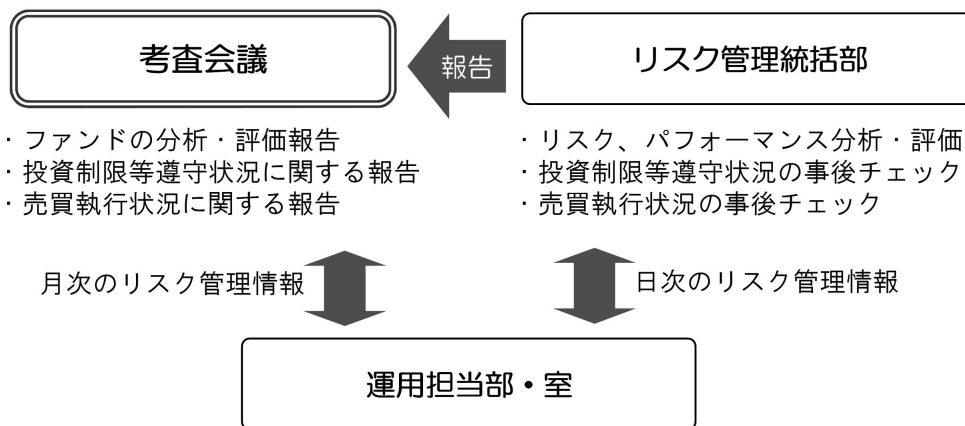 考査会議
報告
リスク管理統括部
・ファンドの分析・評価報告
・投資制限等遵守状況に関する報告
・売買執行状況に関する報告
・リスク、パフォーマンス分析・評価
・投資制限等遵守状況の事後チェック
・売買執行状況の事後チェック
月次のリスク管理情報
日次のリスク管理情報
運用担当部・室